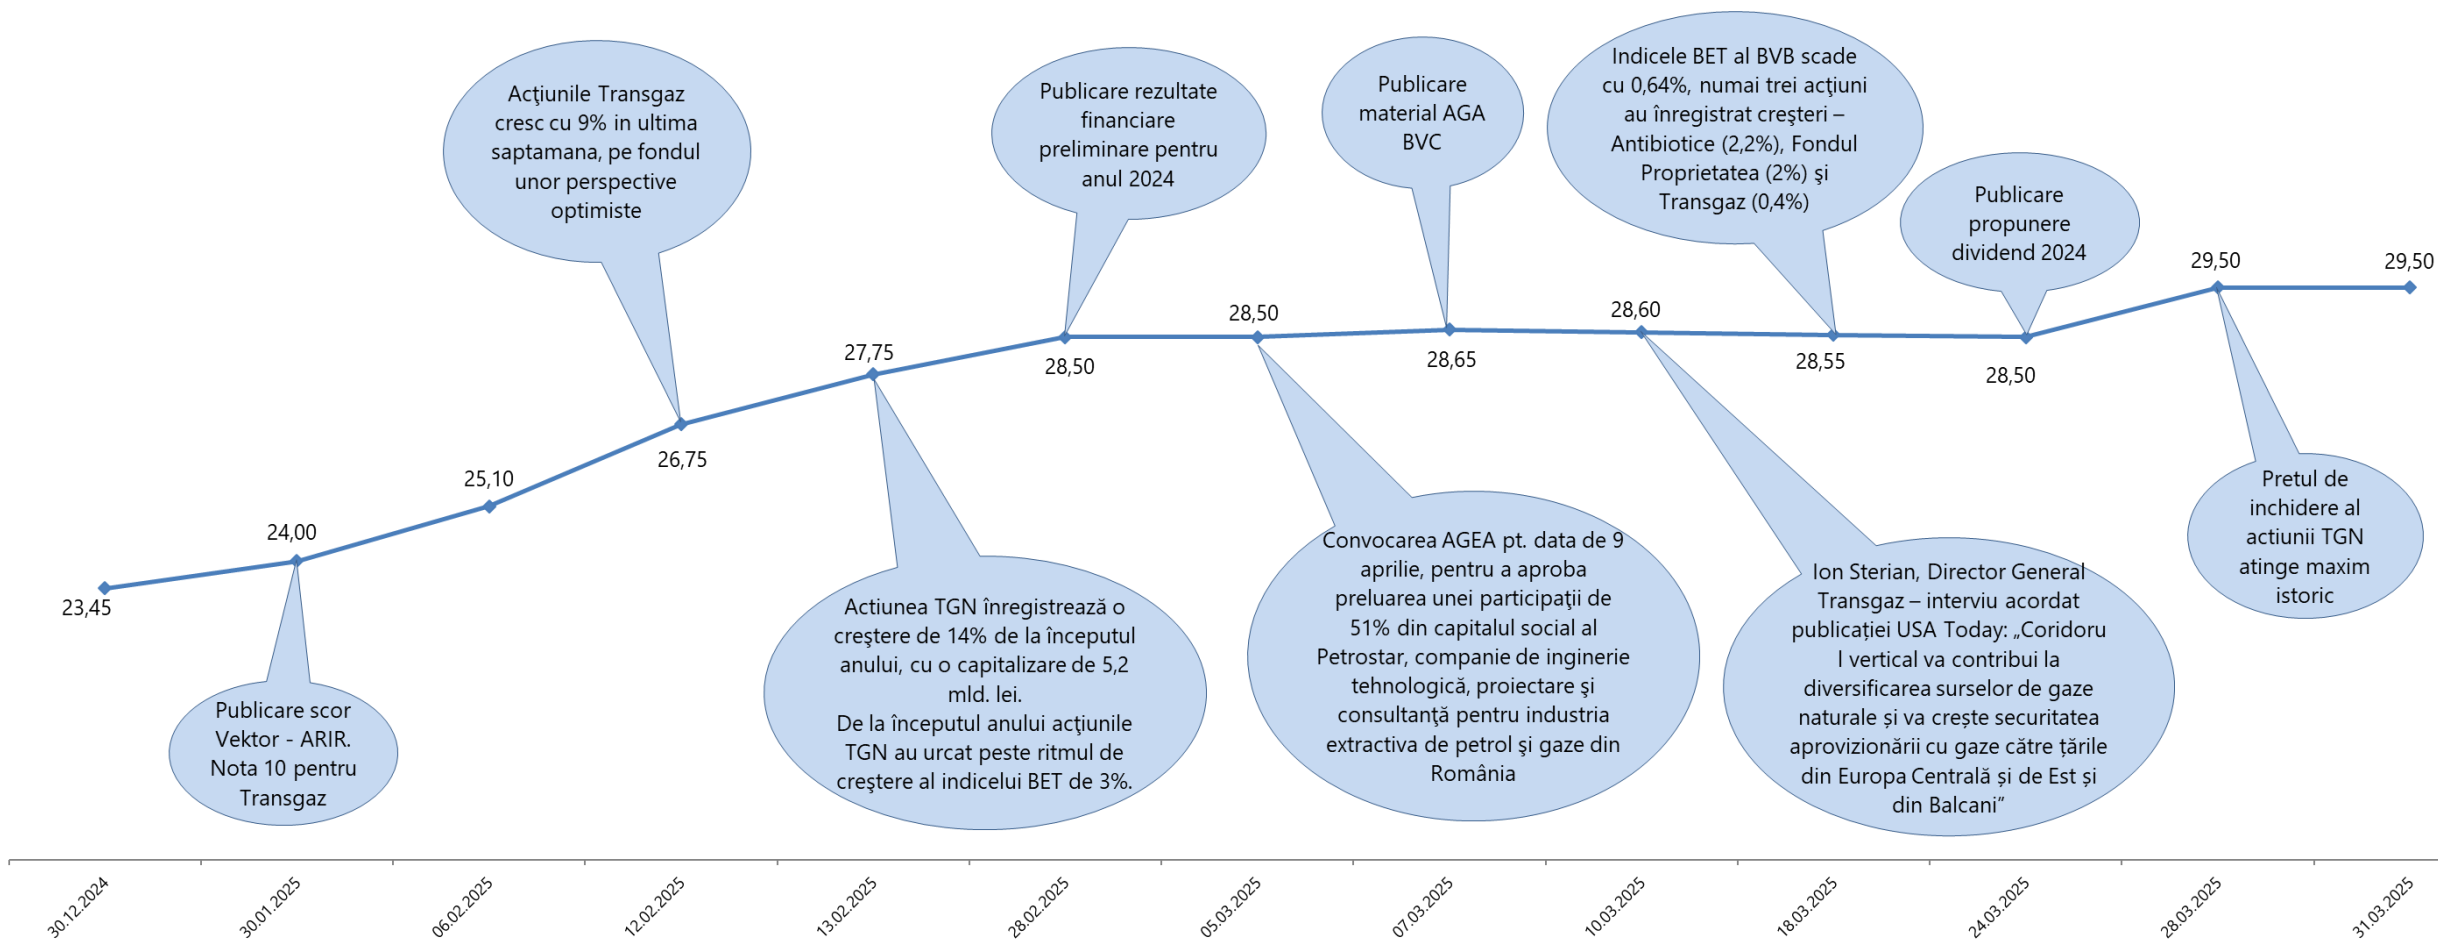 Acţiunile Transgaz
cresc cu 9% in ultima
saptamana, pe fondul
unor perspective
optimiste
Publicare rezultate
financiare
preliminare pentru
anul 2024
Publicare
material AGA
BVC
Indicele BET al BVB scade
cu 0,64%, numai trei acţiuni
au înregistrat creşteri –
Antibiotice (2,2%), Fondul
Proprietatea (2%) şi
Transgaz (0,4%)
Publicare
propunere
dividend 2024
23,45
24,00
25,10
26,75
27,75
28,50
28,50
28,65
28,60
28,55
28,50
29,50
29,50
Publicare scor
Vektor - ARIR.
Nota 10 pentru
Transgaz
Actiunea TGN înregistrează o
creştere de 14% de la începutul
anului, cu o capitalizare de 5,2
mld. lei.
De la începutul anului acţiunile
TGN au urcat peste ritmul de
creştere al indicelui BET de 3%.
Convocarea AGEA pt. data de 9
aprilie, pentru a aproba
preluarea unei participaţii de
51% din capitalul social al
Petrostar, companie de inginerie
tehnologică, proiectare şi
consultanţă pentru industria
extractiva de petrol şi gaze din
România
Ion Sterian, Director General
Transgaz – interviu acordat
publicației USA Today: „Coridoru
l vertical va contribui la
diversificarea surselor de gaze
naturale și va crește securitatea
aprovizionării cu gaze către țările
din Europa Centrală și de Est și
din Balcani”
Pretul de
inchidere al
actiunii TGN
atinge maxim
istoric
30.12.2024
30.01.2025
06.02.2025
12.02.2025
13.02.2025
28.02.2025
05.03.2025
07.03.2025
10.03.2025
18.03.2025
24.03.2025
28.03.2025
31.03.2025